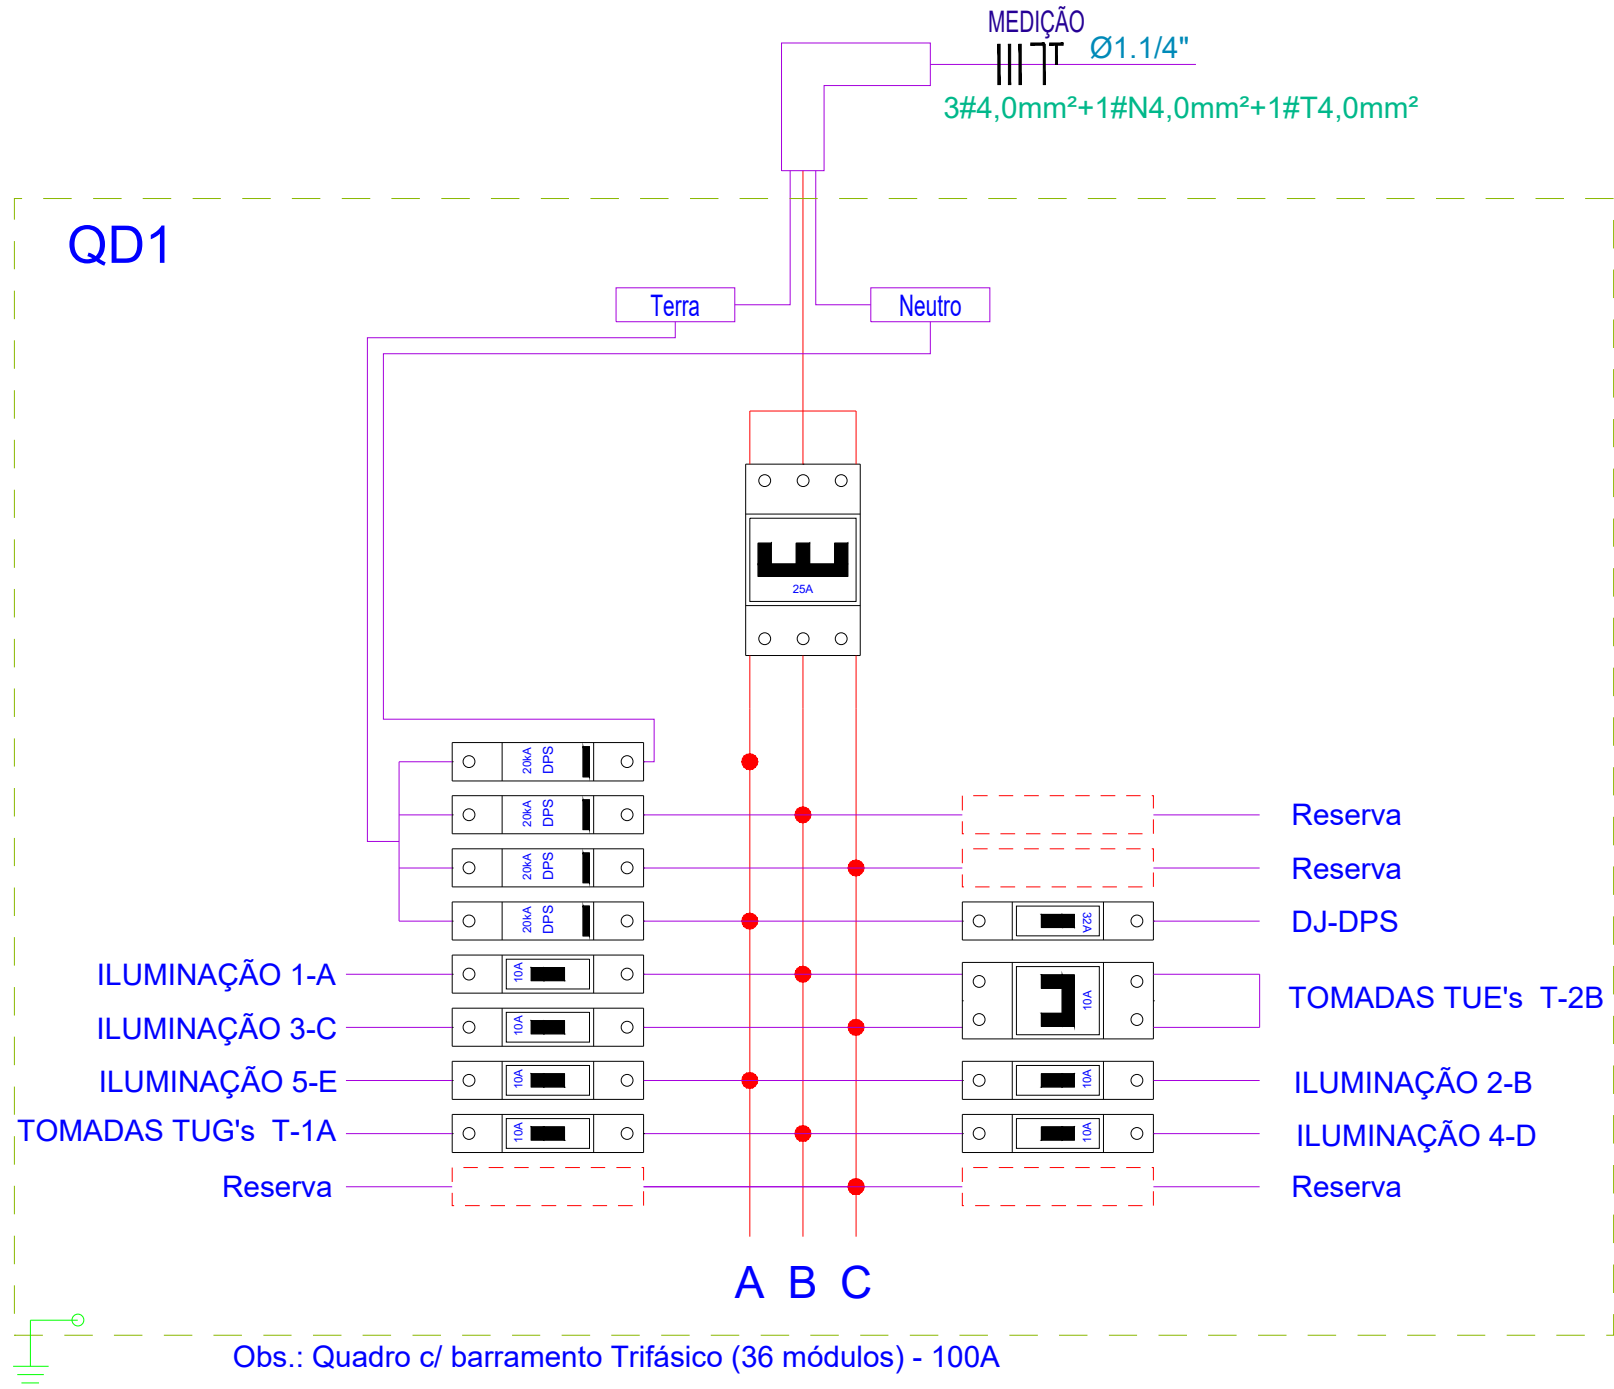 MEDIÇÃO
Ø1.1/4"
3#4,0mm²+1#N4,0mm²+1#T4,0mm²
QD1
Terra
Neutro
25A
20kA DPS
20kA DPS
Reserva
20kA DPS
Reserva
20kA DPS
32A
DJ-DPS
ILUMINAÇÃO 1-A
10A
10A
TOMADAS TUE's T-2B
ILUMINAÇÃO 3-C
10A
ILUMINAÇÃO 5-E
10A
10A
ILUMINAÇÃO 2-B
TOMADAS TUG's T-1A
10A
10A
ILUMINAÇÃO 4-D
Reserva
Reserva
A B C
Obs.: Quadro c/ barramento Trifásico (36 módulos) - 100A